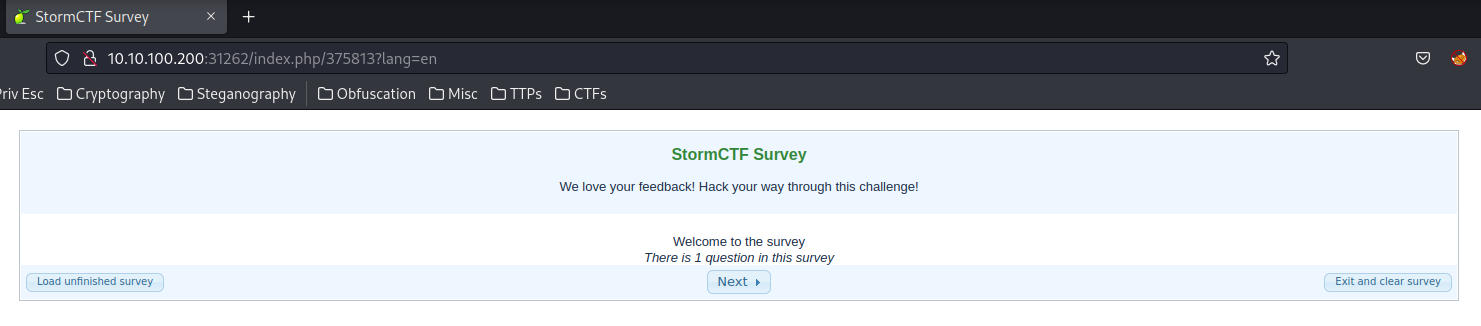 StormCTF Survey
10.10.100.200:31262/index.php/375813?lang=en
Esc Cryptography Steganography Obfuscation Misc TTPs CTFs
StormCTF Survey
We love your feedback! Hack your way through this challenge!
Welcome to the survey
There is 1 question in this survey
Load unfinished survey Next Exit and clear survey